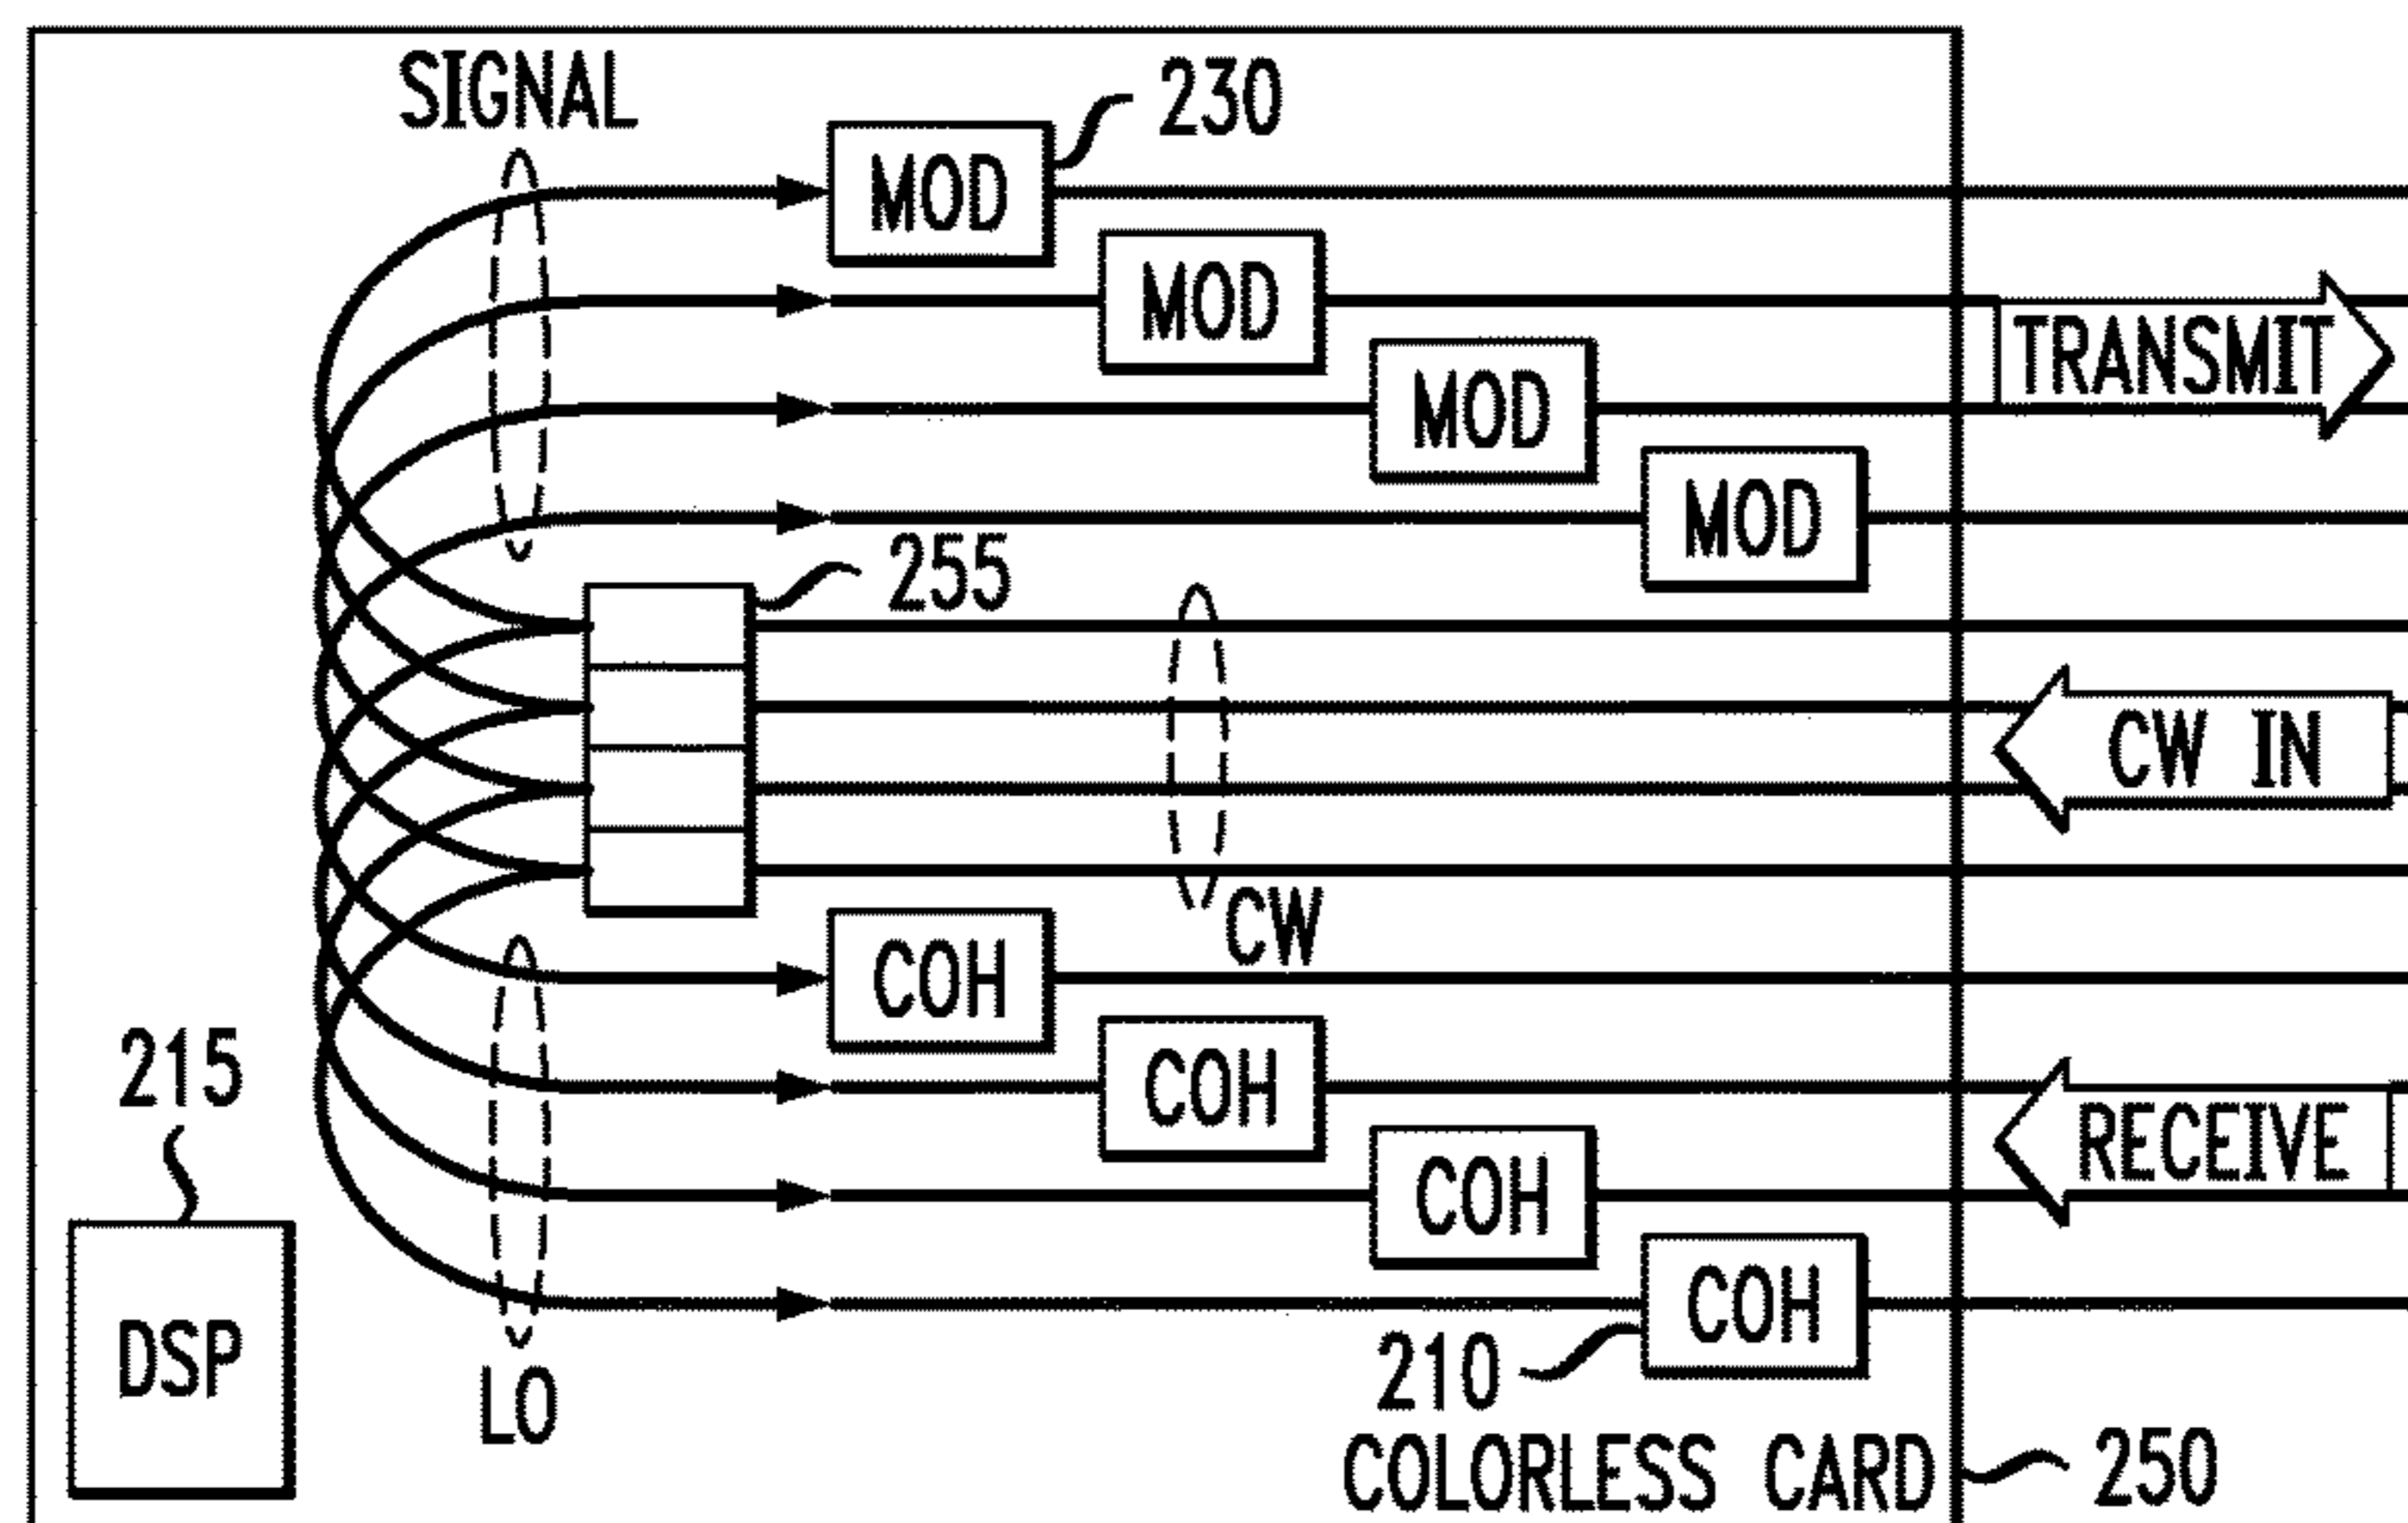 SIGNAL
230
MOD
MOD
TRANSMIT
MOD
MOD
255
CW IN
CW
COH
215
COH
RECEIVE
COH
DSP
COH
210
LO
COLORLESS CARD
250